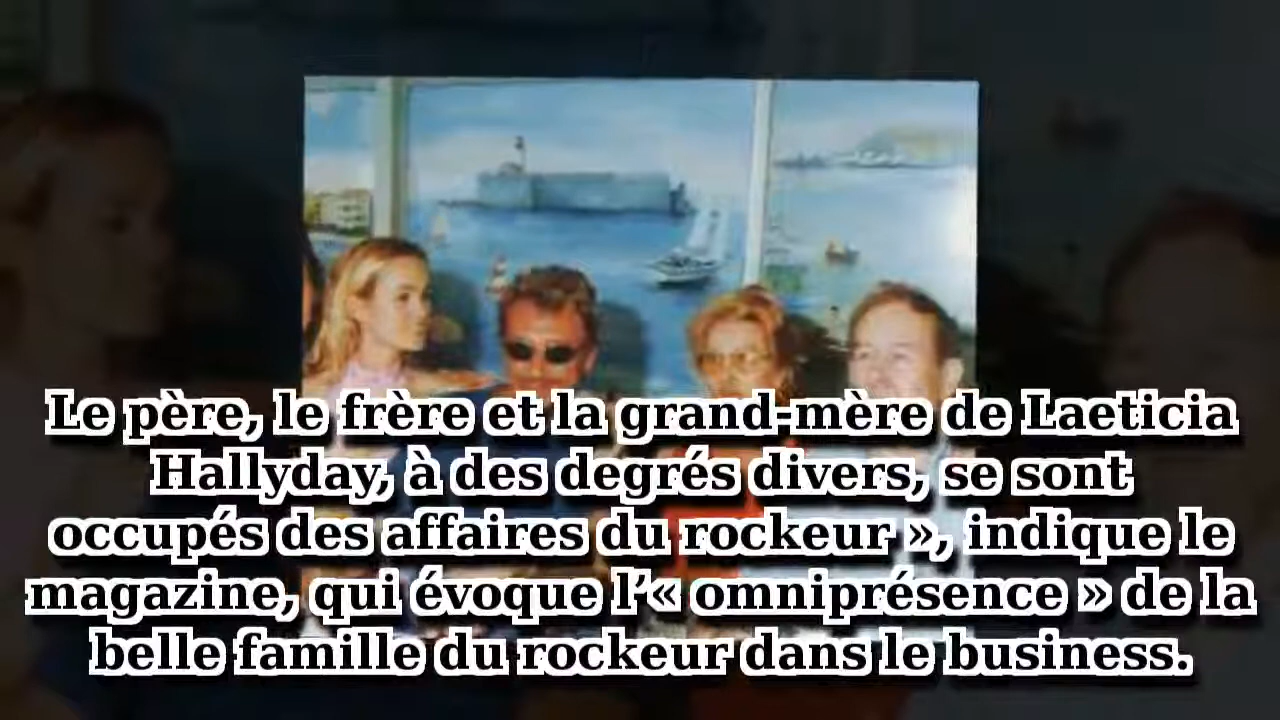 Le père, le frère et la grand-mère de Laeticia
Hallyday, à des degrés divers, se sont
occupés des affaires du rockeur », indique le
magazine, qui évoque l’« omniprésence » de la
belle famille du rockeur dans le business.